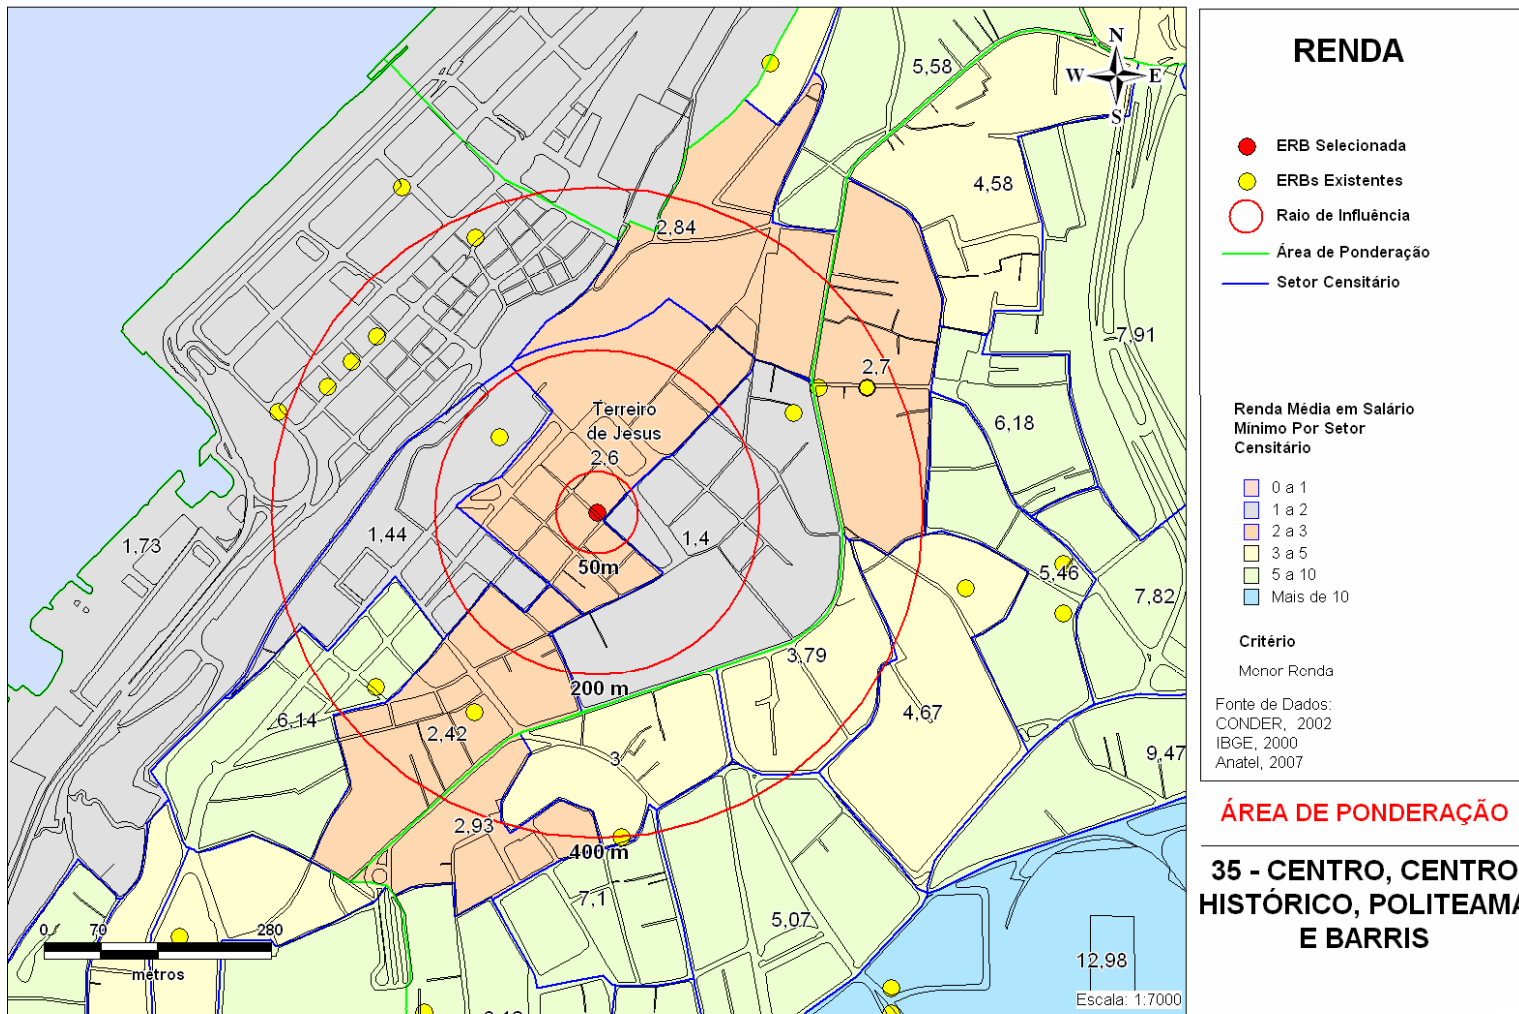 N
W E
S
5,58
4,58
2,84
7,91
2,7
6,18
Terreiro
de Jesus
2,6
1,44
1,4
1,73
50m
5,46
7,82
3,79
200 m
6,14
2,42
4,67
3
9,47
2,93
400 m
7,1
5,07
12,98
0 70 280
metros
Escala: 1:7000
RENDA
ERB Selecionada
ERBs Existentes
Raio de Influência
Área de Ponderação
Setor Censitário
Renda Média em Salário
Mínimo Por Setor
Censitário
0 a 1
1 a 2
2 a 3
3 a 5
5 a 10
Mais de 10
Critério
Menor Renda
Fonte de Dados:
CONDER, 2002
IBGE, 2000
Anatel, 2007
ÁREA DE PONDERAÇÃO
35 - CENTRO, CENTRO
HISTÓRICO, POLITEAMA
E BARRIS